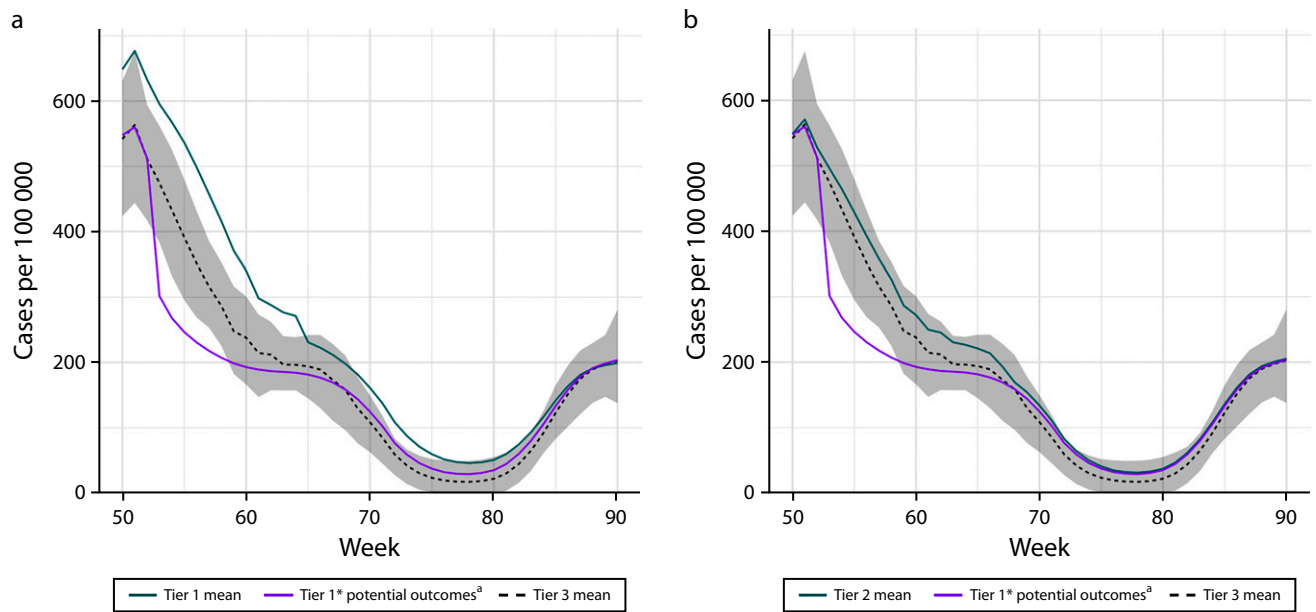 a
Cases per 100 000
600
400
200
0
50 60 70 80 90
Week
Tier 1 mean Tier 1* potential outcomesᵃ Tier 3 mean
b
Cases per 100 000
600
400
200
0
50 60 70 80 90
Week
Tier 2 mean Tier 1* potential outcomesᵃ Tier 3 mean